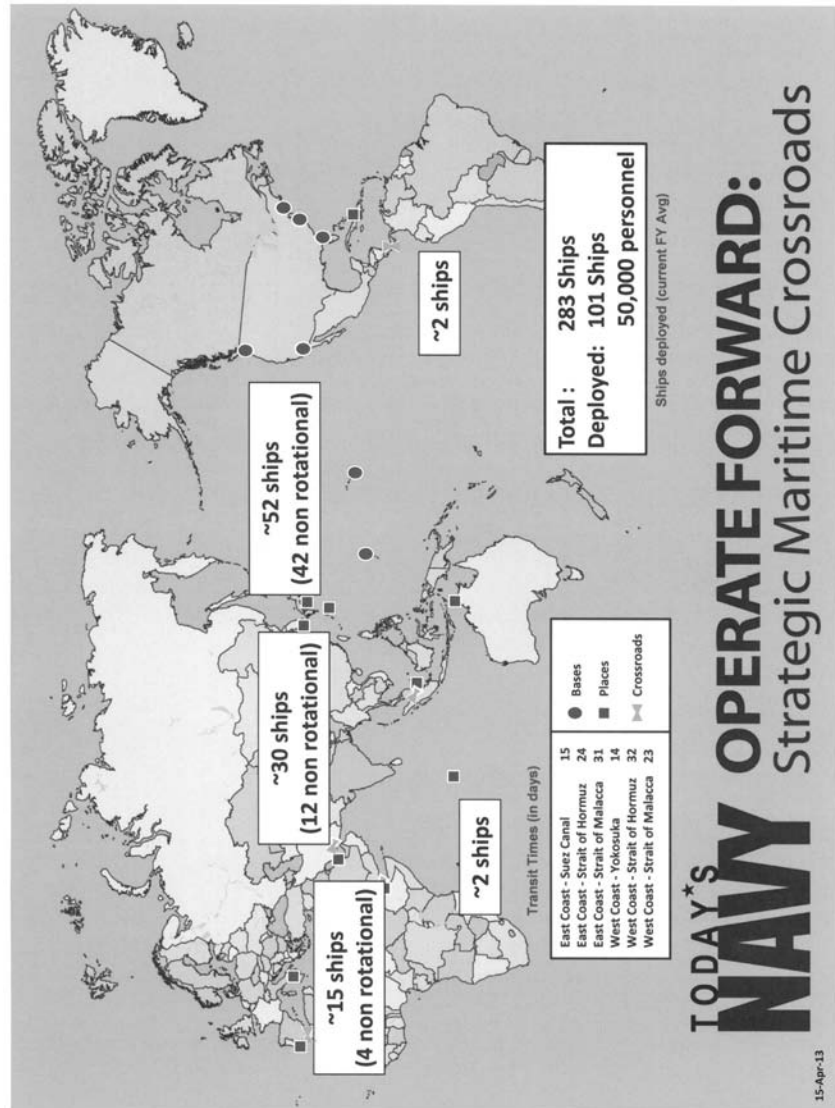 ~2 ships
~52 ships
(42 non rotational)
~30 ships
(12 non rotational)
~15 ships
(4 non rotational)
~2 ships
Total : 283 Ships
Deployed: 101 Ships
50,000 personnel
Ships deployed (current FY Avg)
Transit Times (in days)
East Coast - Suez Canal 15
East Coast - Strait of Hormuz 24
East Coast - Strait of Malacca 31
West Coast - Yokosuka 14
West Coast - Strait of Hormuz 32
West Coast - Strait of Malacca 23
Bases
Places
Crossroads
TODAY'S
NAVY OPERATE FORWARD:
Strategic Maritime Crossroads
15-Apr-13